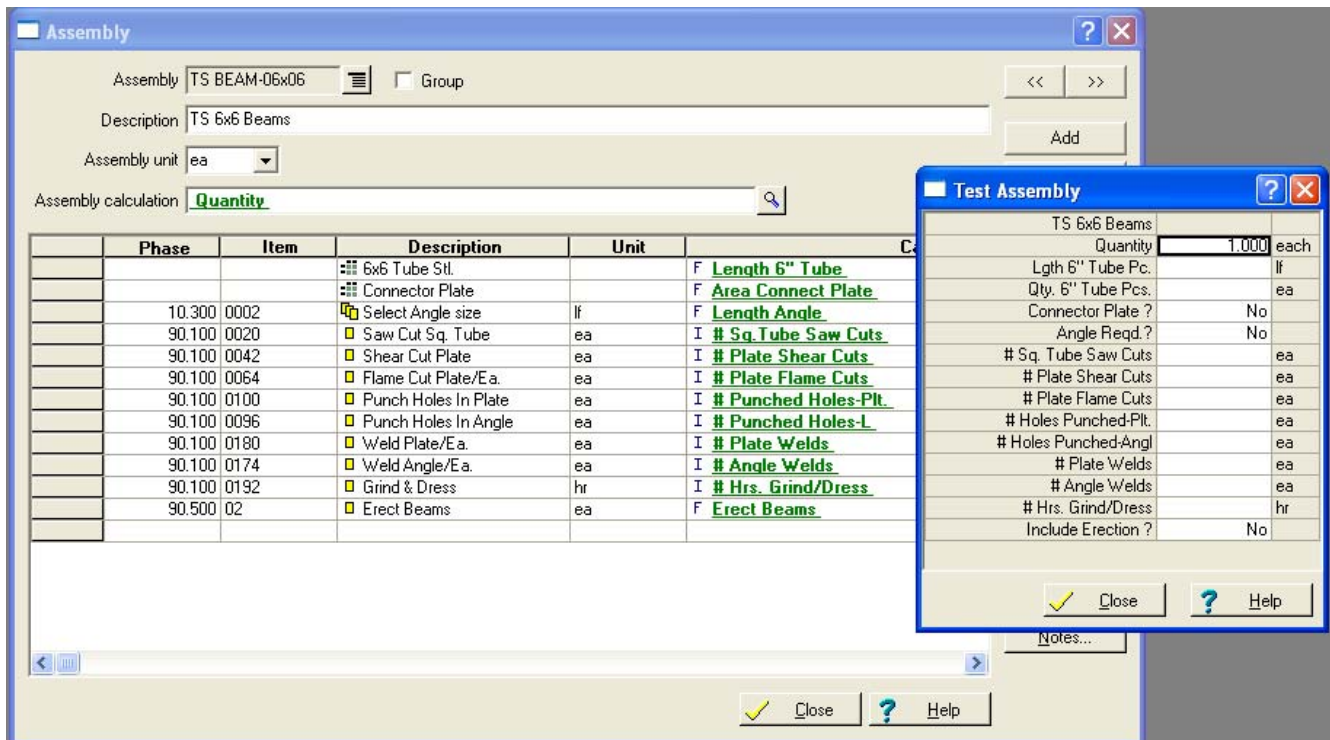 Assembly
Assembly TS BEAM-06x06 Group << >>
Description TS 6x6 Beams
Add
Assembly unit ea
Assembly calculation Quantity
Phase Item Description Unit Ca
6x6 Tube Stl. F Length 6" Tube
Connector Plate F Area Connect Plate
10.300 0002 Select Angle size lf F Length Angle
90.100 0020 Saw Cut Sq. Tube ea I # Sq.Tube Saw Cuts
90.100 0042 Shear Cut Plate ea I # Plate Shear Cuts
90.100 0064 Flame Cut Plate/Ea. ea I # Plate Flame Cuts
90.100 0100 Punch Holes In Plate ea I # Punched Holes-Plt.
90.100 0096 Punch Holes In Angle ea I # Punched Holes-L
90.100 0180 Weld Plate/Ea. ea I # Plate Welds
90.100 0174 Weld Angle/Ea. ea I # Angle Welds
90.100 0192 Grind & Dress hr I # Hrs. Grind/Dress
90.500 02 Erect Beams ea F Erect Beams
Notes...
Close ? Help
Test Assembly
TS 6x6 Beams
Quantity 1.000 each
Lgth 6" Tube Pc. lf
Qty. 6" Tube Pcs. ea
Connector Plate ? No
Angle Reqd.? No
# Sq. Tube Saw Cuts ea
# Plate Shear Cuts ea
# Plate Flame Cuts ea
# Holes Punched-Plt. ea
# Holes Punched-Angl ea
# Plate Welds ea
# Angle Welds ea
# Hrs. Grind/Dress hr
Include Erection ? No
Close ? Help